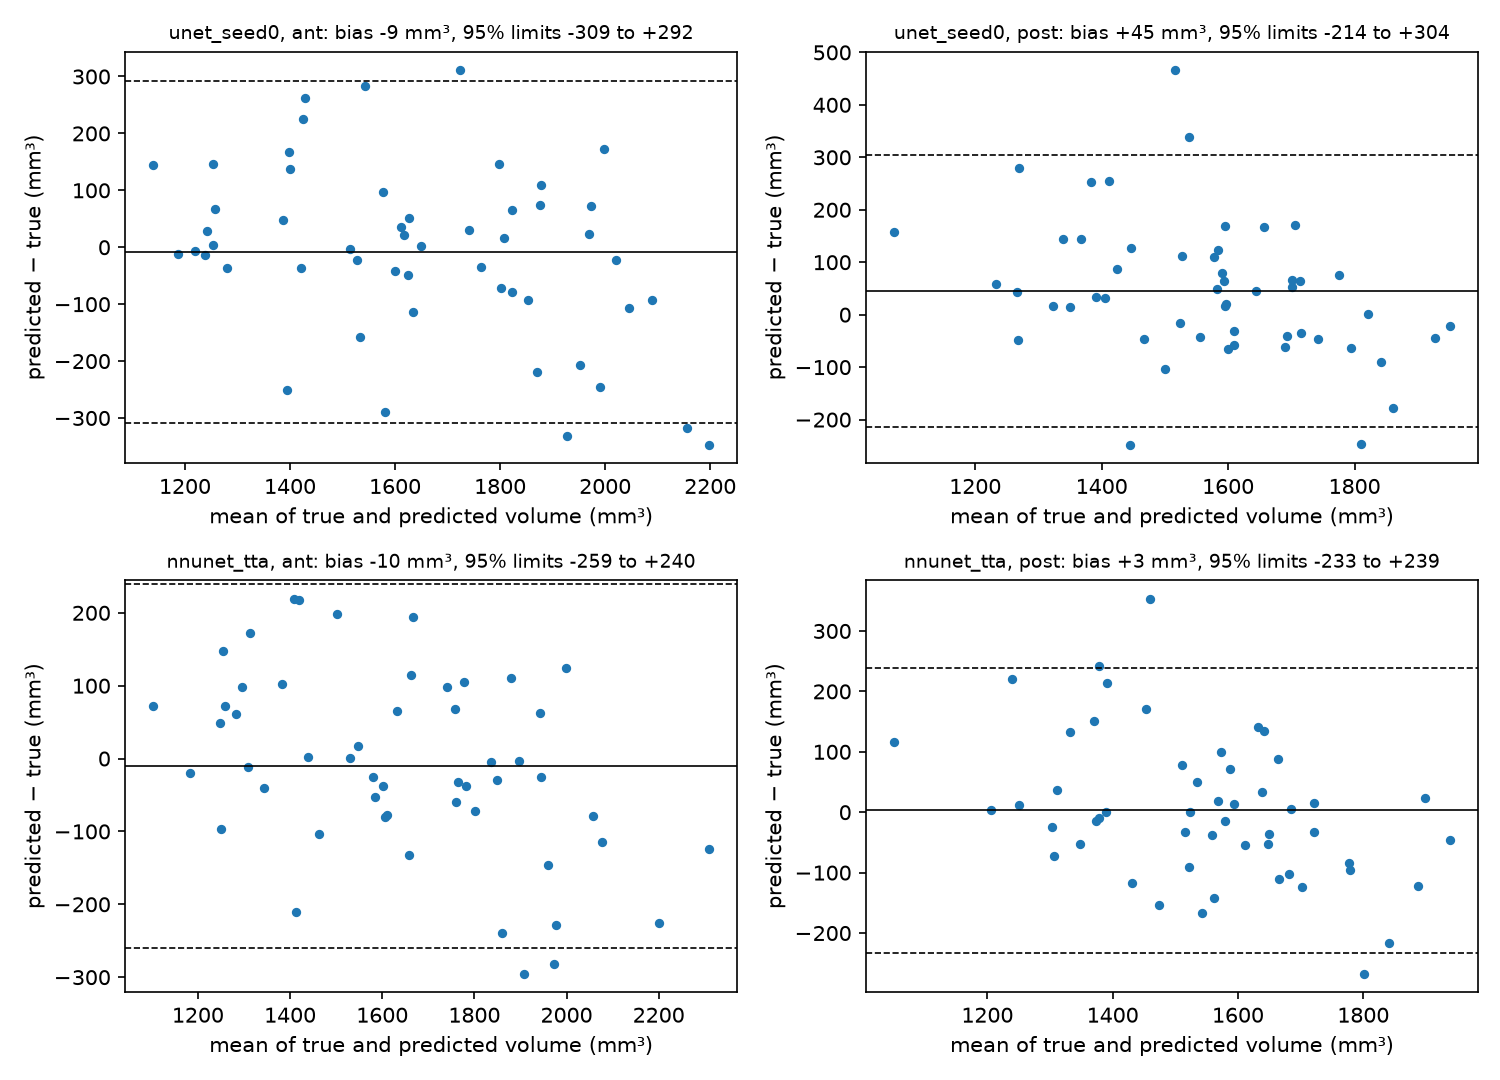 unet_seed0, ant: bias -9 mm³, 95% limits -309 to +292
300
200
100
0
−100
−200
−300
predicted − true (mm³)
1200 1400 1600 1800 2000 2200
mean of true and predicted volume (mm³)
unet_seed0, post: bias +45 mm³, 95% limits -214 to +304
500
400
300
200
100
0
−100
−200
predicted − true (mm³)
1200 1400 1600 1800
mean of true and predicted volume (mm³)
nnunet_tta, ant: bias -10 mm³, 95% limits -259 to +240
200
100
0
−100
−200
−300
predicted − true (mm³)
1200 1400 1600 1800 2000 2200
mean of true and predicted volume (mm³)
nnunet_tta, post: bias +3 mm³, 95% limits -233 to +239
300
200
100
0
−100
−200
predicted − true (mm³)
1200 1400 1600 1800
mean of true and predicted volume (mm³)